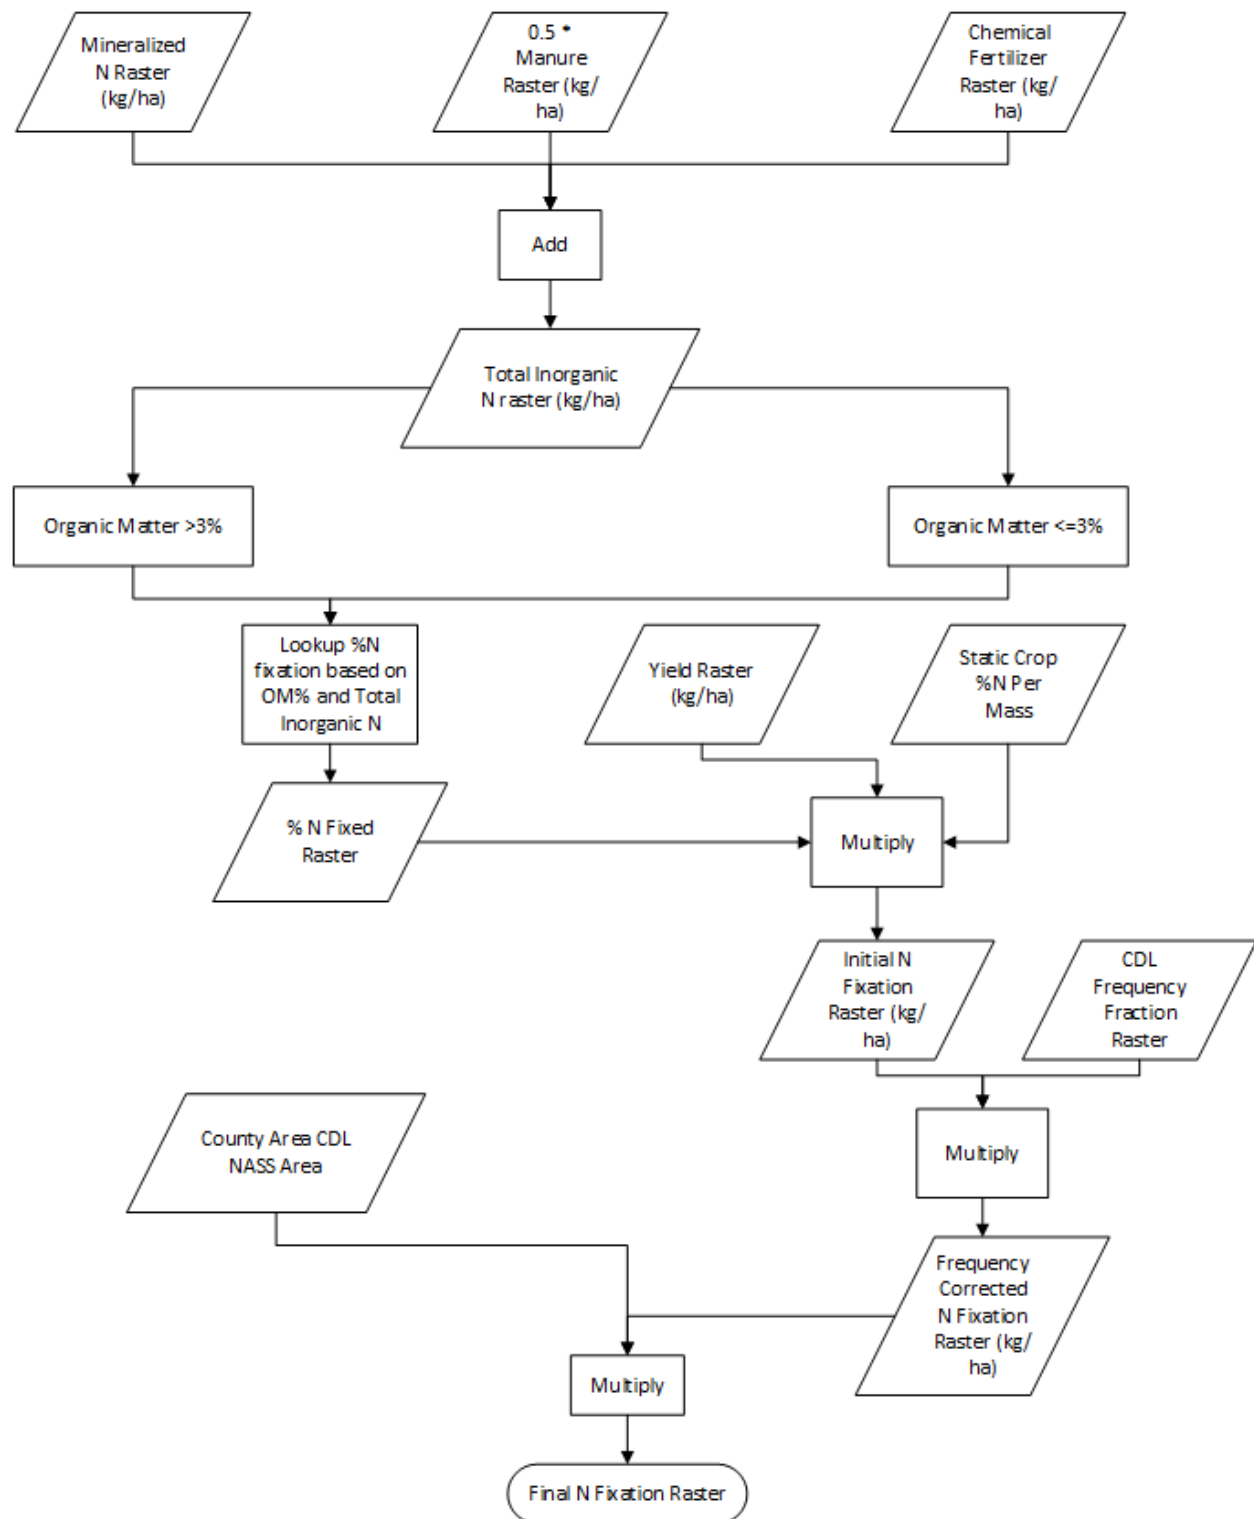 Mineralized
N Raster
(kg/ha)
0.5 *
Manure
Raster (kg/
ha)
Chemical
Fertilizer
Raster (kg/
ha)
Add
Total Inorganic
N raster (kg/ha)
Organic Matter >3%
Organic Matter <=3%
Lookup %N
fixation based on
OM% and Total
Inorganic N
Yield Raster
(kg/ha)
Static Crop
%N Per
Mass
% N Fixed
Raster
Multiply
Initial N
Fixation
Raster (kg/
ha)
CDL
Frequency
Fraction
Raster
County Area CDL
NASS Area
Multiply
Frequency
Corrected
N Fixation
Raster (kg/
ha)
Multiply
Final N Fixation Raster